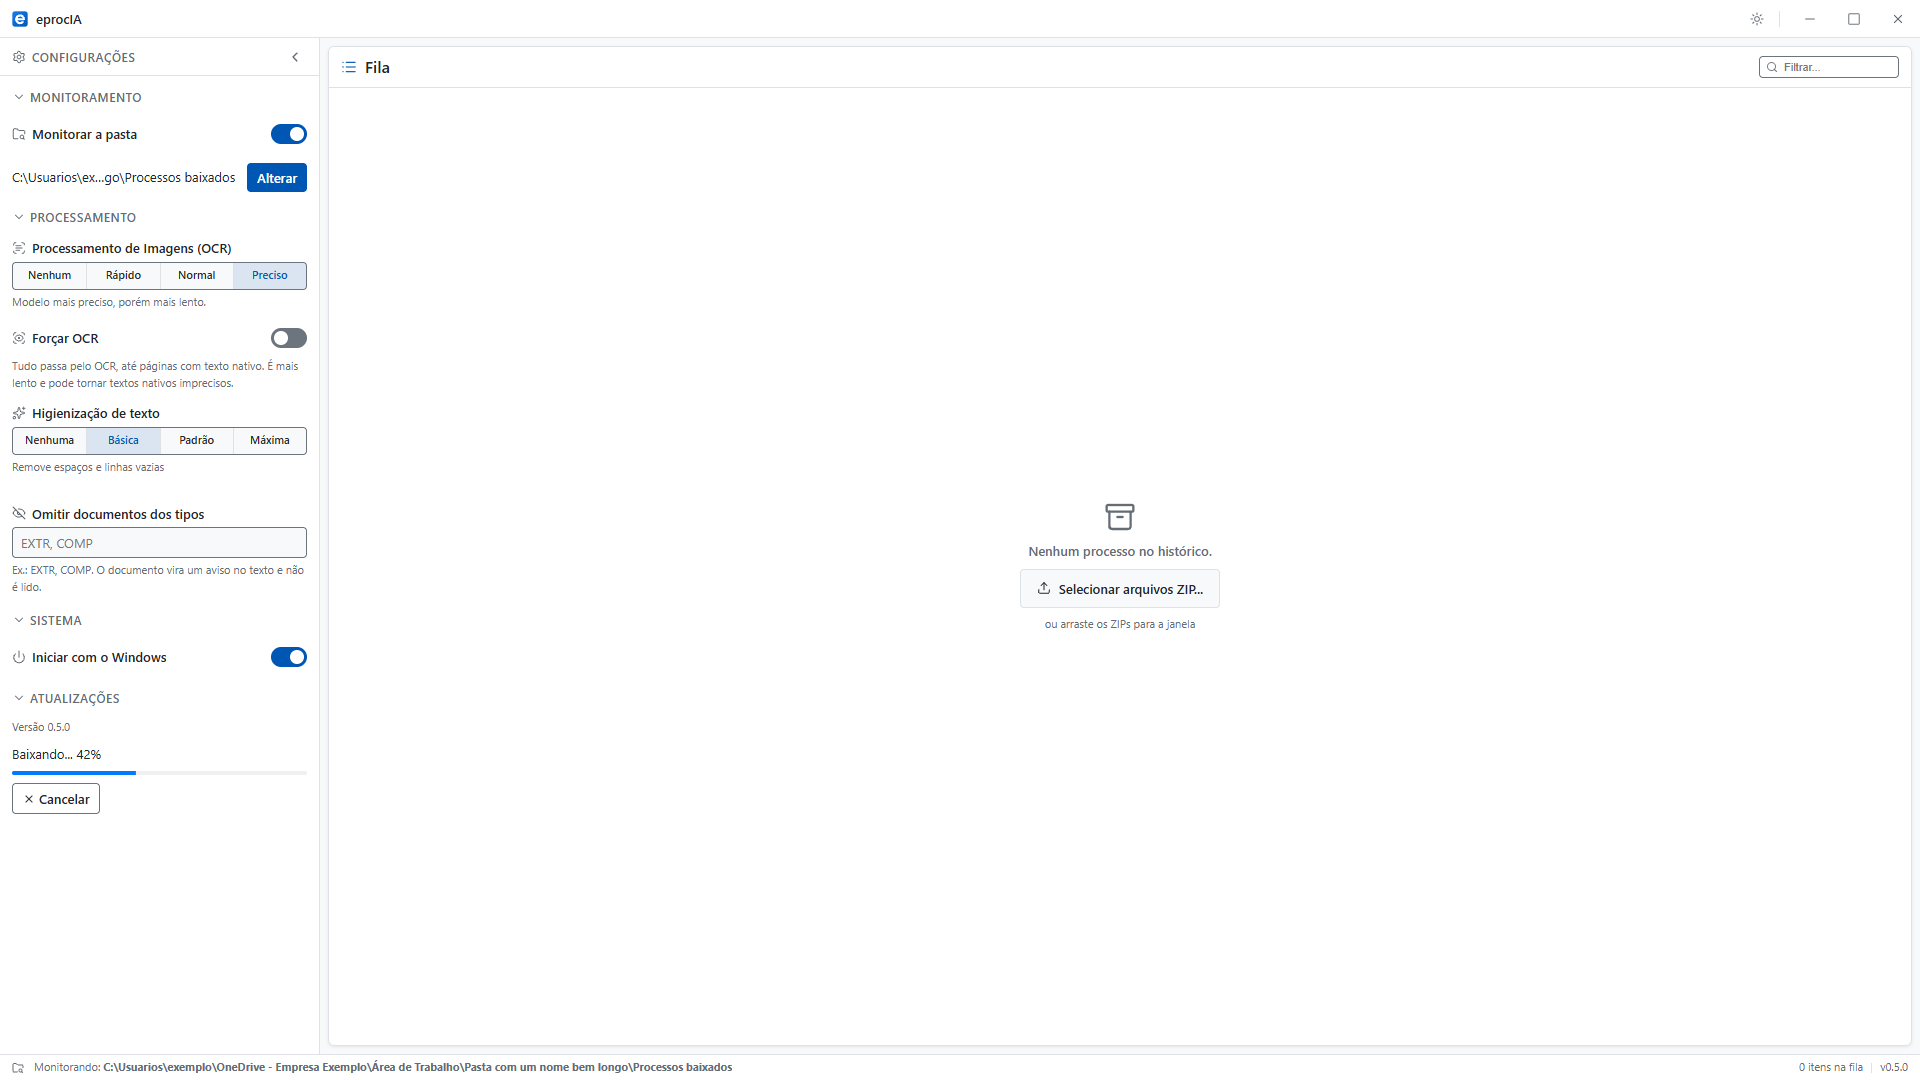 eprocIA
CONFIGURAÇÕES
MONITORAMENTO
Monitorar a pasta
C:\Usuarios\ex...go\Processos baixados
Alterar
PROCESSAMENTO
Processamento de Imagens (OCR)
Nenhum Rápido Normal Preciso
Modelo mais preciso, porém mais lento.
Forçar OCR
Tudo passa pelo OCR, até páginas com texto nativo. É mais
lento e pode tornar textos nativos imprecisos.
Higienização de texto
Nenhuma Básica Padrão Máxima
Remove espaços e linhas vazias
Omitir documentos dos tipos
EXTR, COMP
Ex.: EXTR, COMP. O documento vira um aviso no texto e não
é lido.
SISTEMA
Iniciar com o Windows
ATUALIZAÇÕES
Versão 0.5.0
Baixando... 42%
Cancelar
Fila
Filtrar...
Nenhum processo no histórico.
Selecionar arquivos ZIP...
ou arraste os ZIPs para a janela
Monitorando: C:\Usuarios\exemplo\OneDrive - Empresa Exemplo\Área de Trabalho\Pasta com um nome bem longo\Processos baixados
0 itens na fila
v0.5.0